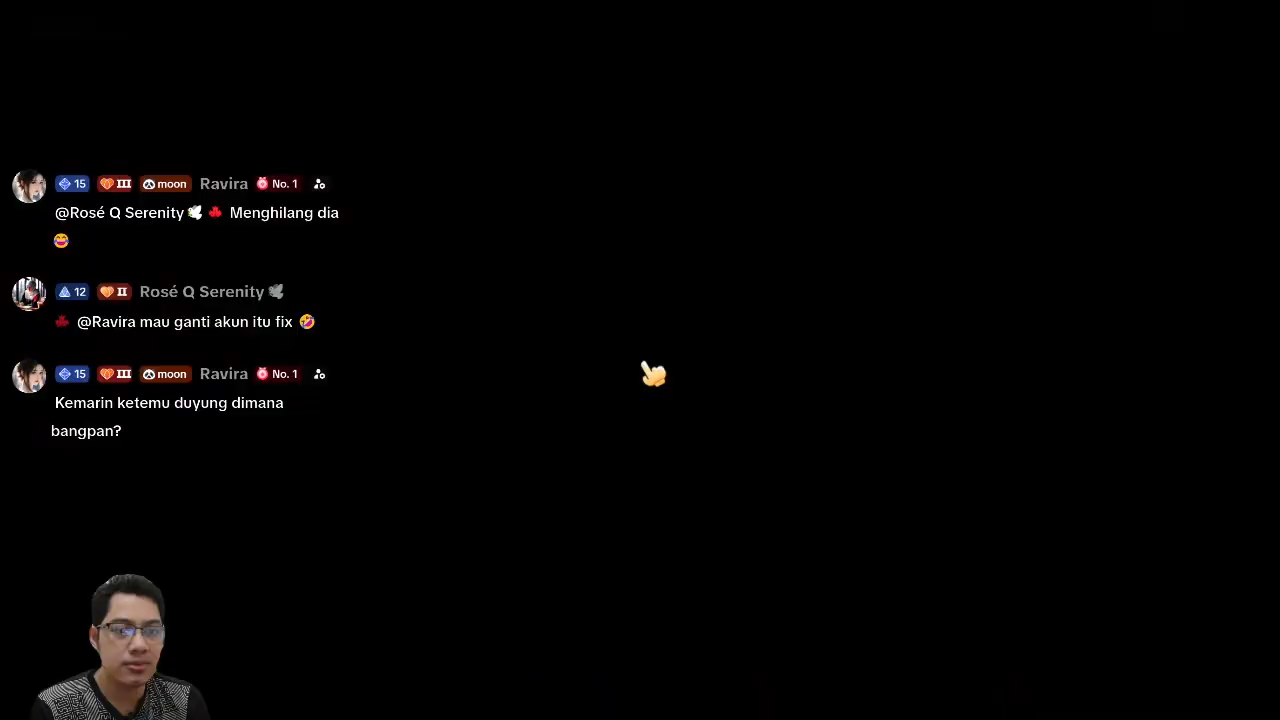 15 III moon Ravira No. 1
@Rosé Q Serenity 🕊️ ♣ Menghilang dia
😂
12 II Rosé Q Serenity 🕊️
♣ @Ravira mau ganti akun itu fix 🤣
15 III moon Ravira No. 1
Kemarin ketemu duyung dimana
bangpan?